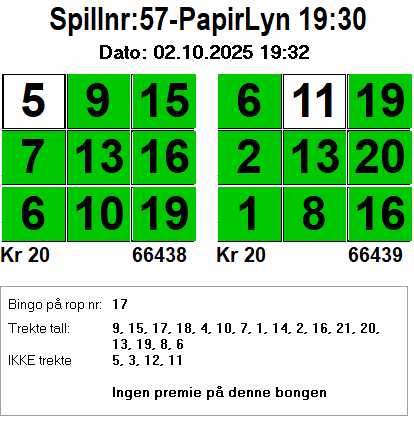 Spillnr:57-PapirLyn 19:30
Dato: 02.10.2025 19:32
5 9 15 6 11 19
7 13 16 2 13 20
6 10 19 1 8 16
Kr 20 66438 Kr 20 66439
Bingo på rop nr: 17
Trekte tall: 9, 15, 17, 18, 4, 10, 7, 1, 14, 2, 16, 21, 20,
13, 19, 8, 6
IKKE trekte 5, 3, 12, 11
Ingen premie på denne bongen